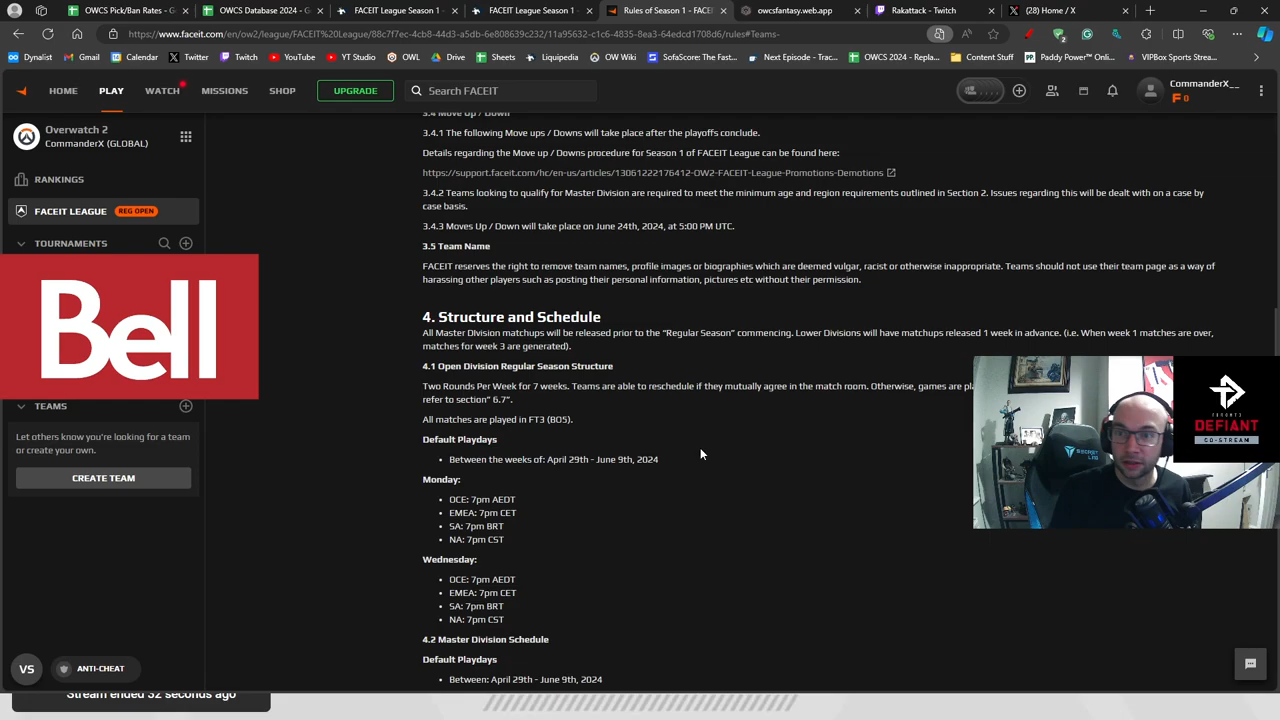 OWCS Pick/Ban Rates - G
OWCS Database 2024 - G
FACEIT League Season 1 -
FACEIT League Season 1 -
Rules of Season 1 - FACEI
owcsfantasy.web.app
Rakattack - Twitch
(28) Home / X
https://www.faceit.com/en/ow2/league/FACEIT%20League/88c7f7ec-4cb8-44d3-a5db-6e808639c232/11a95632-c1c6-4835-8ea3-64edcd1708d6/rules#Teams-
Dynalist
Gmail
Calendar
Twitter
Twitch
YouTube
YT Studio
OWL
Drive
Sheets
Liquipedia
OW Wiki
SofaScore: The Fast...
Next Episode - Trac...
OWCS 2024 - Repla...
Content Stuff
Paddy Power™ Onli...
VIPBox Sports Strea...
HOME
PLAY
WATCH
MISSIONS
SHOP
UPGRADE
Search FACEIT
CommanderX__
0
Overwatch 2
CommanderX (GLOBAL)
RANKINGS
FACEIT LEAGUE
REG OPEN
TOURNAMENTS
Bell
TEAMS
Let others know you're looking for a team
or create your own.
CREATE TEAM
VS
ANTI-CHEAT
Stream ended 32 seconds ago
3.4 Move Up / Down
3.4.1 The following Move ups / Downs will take place after the playoffs conclude.
Details regarding the Move up / Downs procedure for Season 1 of FACEIT League can be found here:
https://support.faceit.com/hc/en-us/articles/13061222176412-OW2-FACEIT-League-Promotions-Demotions
3.4.2 Teams looking to qualify for Master Division are required to meet the minimum age and region requirements outlined in Section 2. Issues regarding this will be dealt with on a case by
case basis.
3.4.3 Moves Up / Down will take place on June 24th, 2024, at 5:00 PM UTC.
3.5 Team Name
FACEIT reserves the right to remove team names, profile images or biographies which are deemed vulgar, racist or otherwise inappropriate. Teams should not use their team page as a way of
harassing other players such as posting their personal information, pictures etc without their permission.
4. Structure and Schedule
All Master Division matchups will be released prior to the "Regular Season" commencing. Lower Divisions will have matchups released 1 week in advance. (i.e. When week 1 matches are over,
matches for week 3 are generated).
4.1 Open Division Regular Season Structure
Two Rounds Per Week for 7 weeks. Teams are able to reschedule if they mutually agree in the match room. Otherwise, games are pla
refer to section" 6.7".
All matches are played in FT3 (BO5).
Default Playdays
• Between the weeks of: April 29th - June 9th, 2024
Monday:
• OCE: 7pm AEDT
• EMEA: 7pm CET
• SA: 7pm BRT
• NA: 7pm CST
Wednesday:
• OCE: 7pm AEDT
• EMEA: 7pm CET
• SA: 7pm BRT
• NA: 7pm CST
4.2 Master Division Schedule
Default Playdays
• Between: April 29th - June 9th, 2024
TORONTO
DEFIANT
CO-STREAM
SECRETLAB